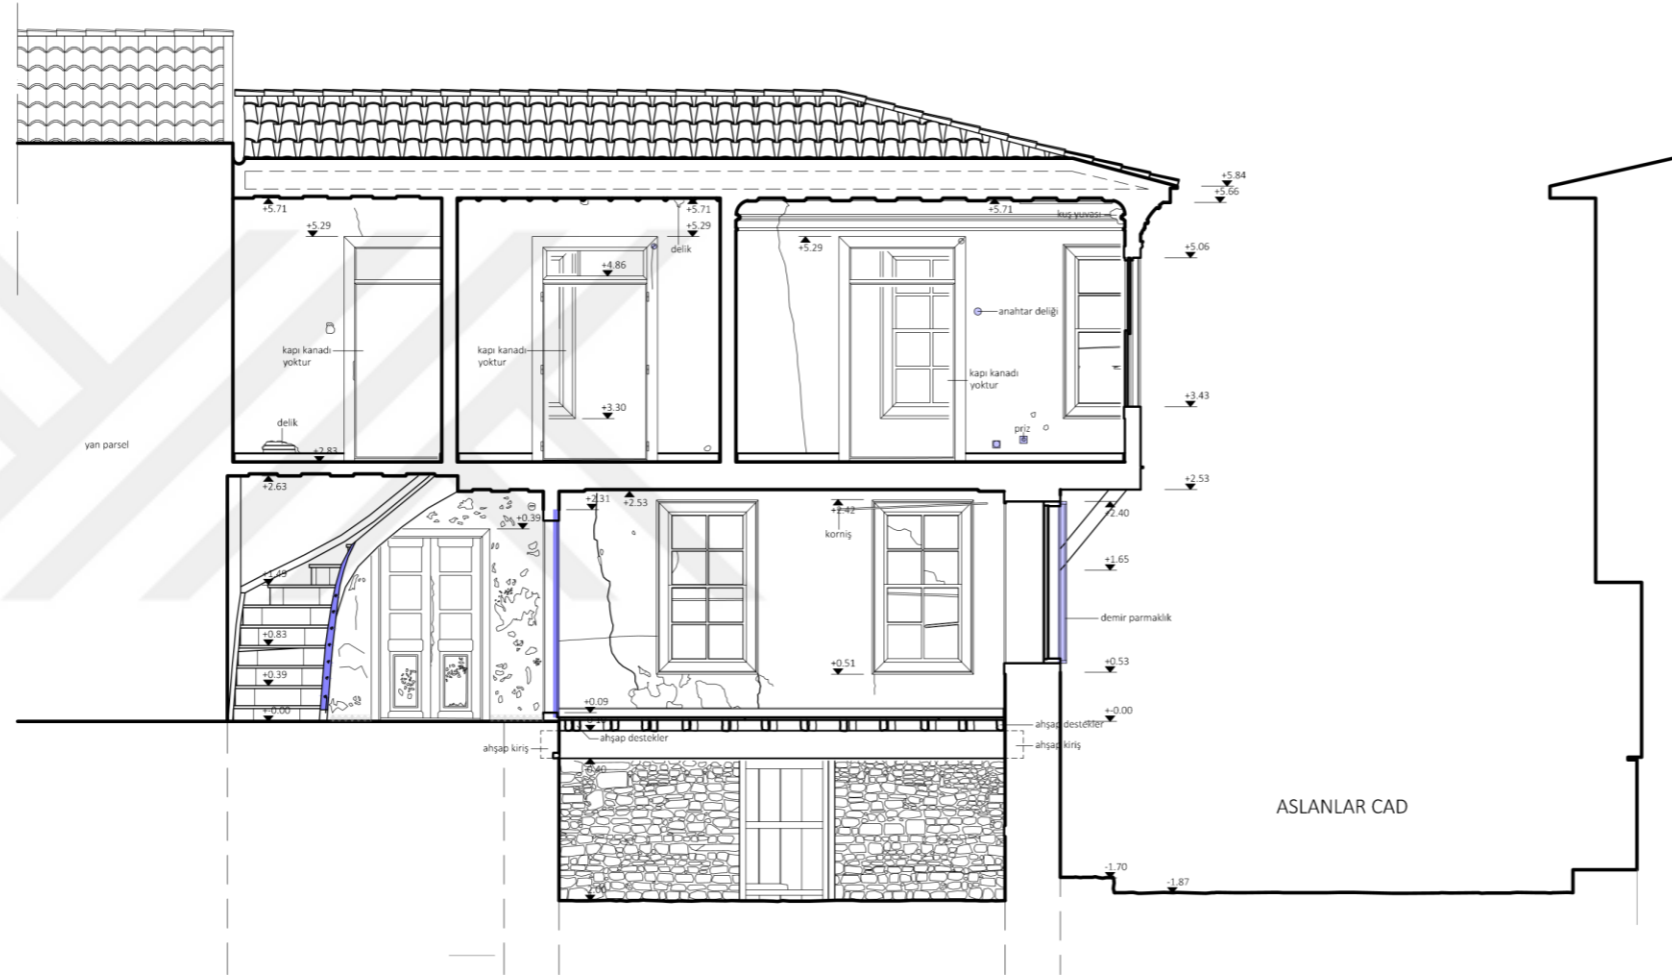 +5.84
+5.66
+5.71
+5.71
+5.71
kuş yuvası
+5.29
+5.29
+5.29
delik
+5.06
+4.86
anahtar deliği
kapı kanadı
yoktur
kapı kanadı
yoktur
kapı kanadı
yoktur
+3.43
+3.30
delik
priz
yan parsel
+2.83
+2.63
+2.31
+2.53
+2.53
+2.42
+2.40
+0.39
korniş
+1.65
+1.49
demir parmaklık
+0.83
+0.51
+0.53
+0.39
+0.09
+-0.00
+-0.00
ahşap destekler
ahşap destekler
ahşap kiriş
ahşap kiriş
ASLANLAR CAD
-1.70
-1.87